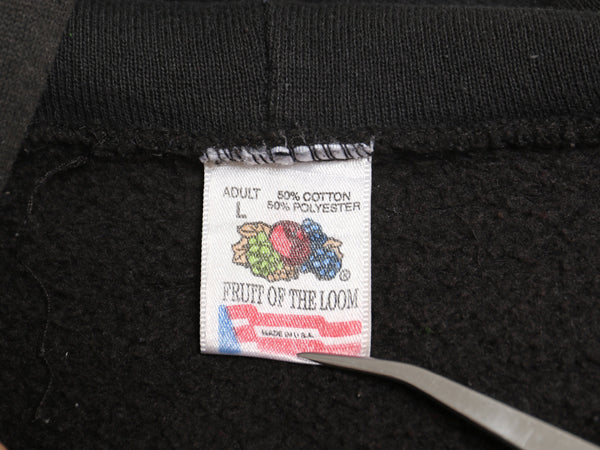 ADULT 50% COTTON
L 50% POLYESTER
®
FRUIT OF THE LOOM
MADE IN U.S.A.